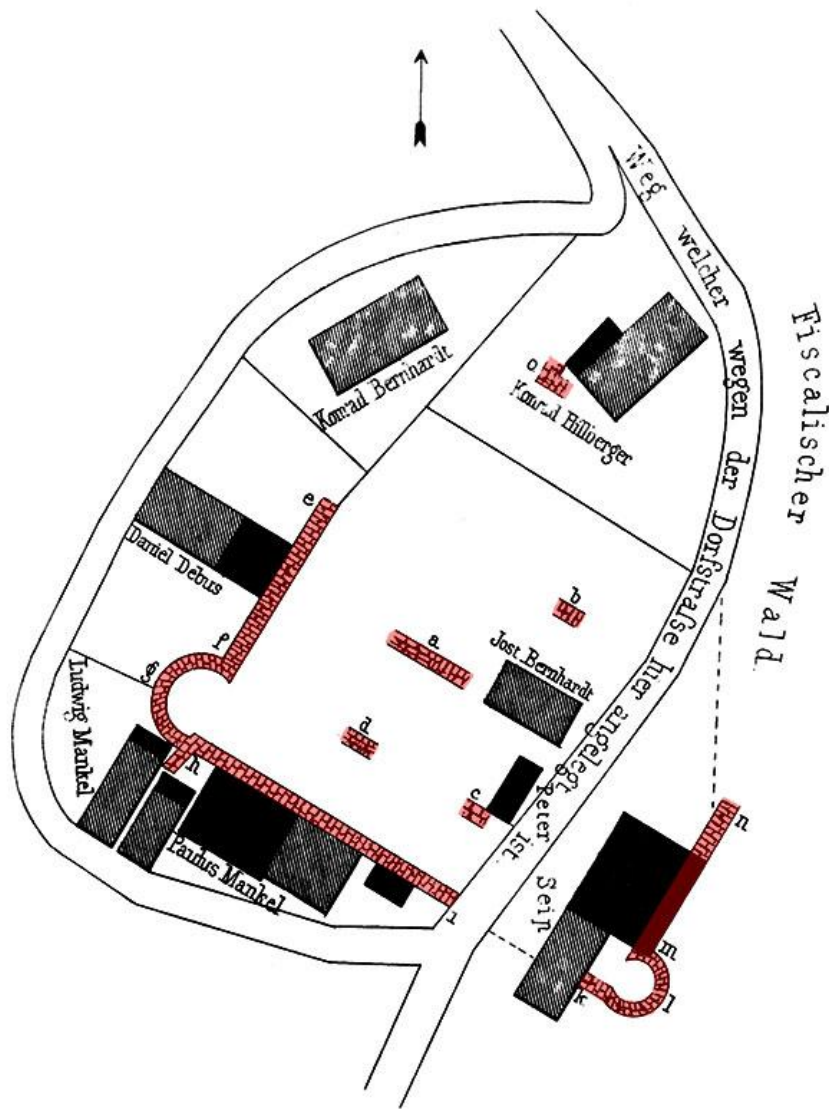 Weg welcher wegen der Dorfstraße hier angelegt ist.
Fiscalischer Wald.
Konrad Bernhardt
o
Konrad Hillberger
e
Daniel Debus
b
a
Jost Bernhardt
f
g
Ludwig Mankel
d
h
c
Peter Seip
n
Paulus Mankel
i
m
k
l